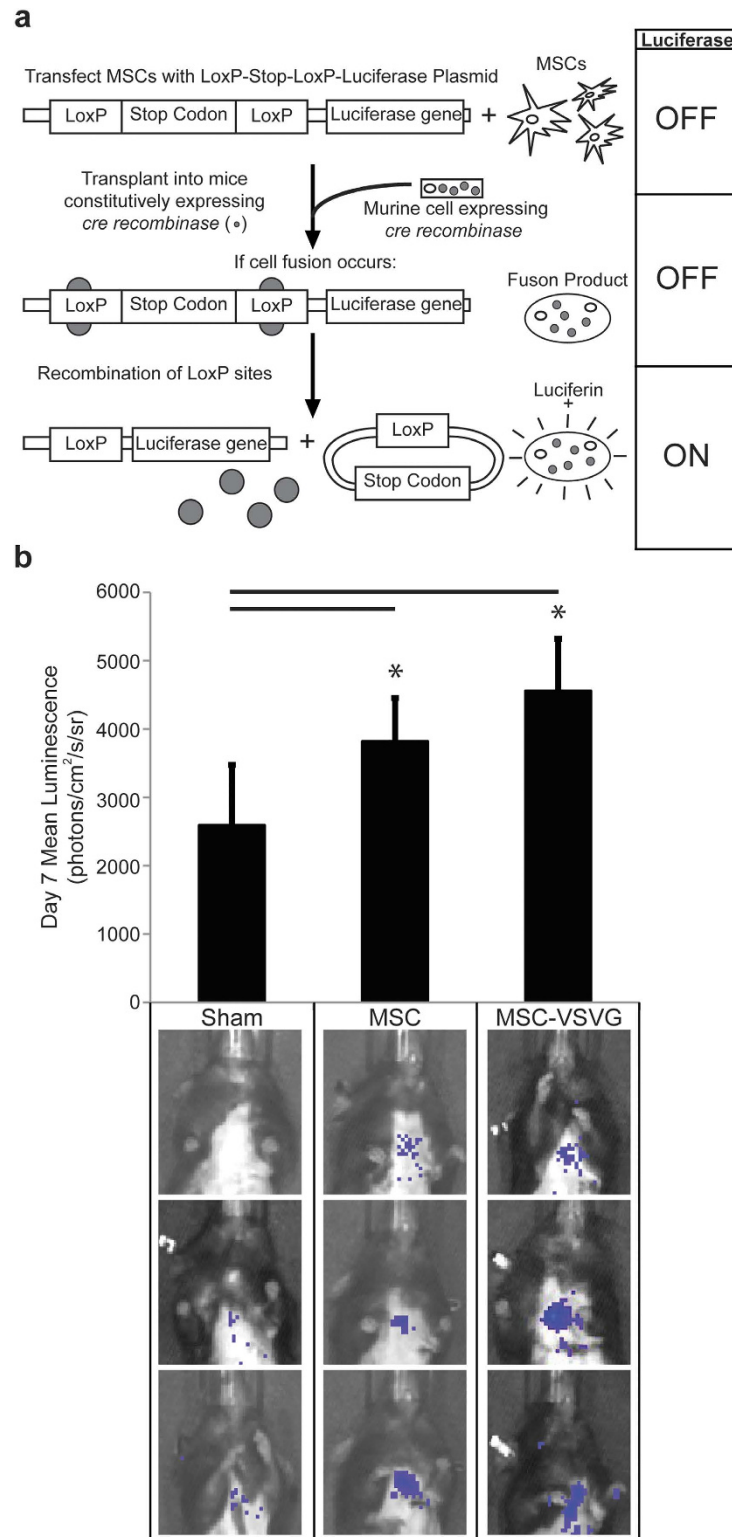 a
Luciferase
Transfect MSCs with LoxP-Stop-LoxP-Luciferase Plasmid
MSCs
LoxP Stop Codon LoxP Luciferase gene + OFF
Transplant into mice
constitutively expressing
cre recombinase ( )
Murine cell expressing
cre recombinase
If cell fusion occurs:
Fuson Product
OFF
LoxP Stop Codon LoxP Luciferase gene
Recombination of LoxP sites
Luciferin
+
LoxP Luciferase gene + LoxP
Stop Codon
ON
b
Day 7 Mean Luminescence
(photons/cm²/s/sr)
6000
5000
4000
3000
2000
1000
0
*
*
Sham MSC MSC-VSVG